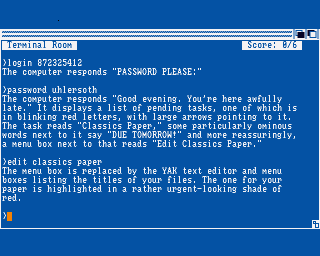 Terminal Room Score: 0/6
>login 872325412
The computer responds "PASSWORD PLEASE:"
>password uhlersoth
The computer responds "Good evening. You're here awfully
late." It displays a list of pending tasks, one of which is
in blinking red letters, with large arrows pointing to it.
The task reads "Classics Paper," some particularly ominous
words next to it say "DUE TOMORROW!" and more reassuringly,
a menu box next to that reads "Edit Classics Paper."
>edit classics paper
The menu box is replaced by the YAK text editor and menu
boxes listing the titles of your files. The one for your
paper is highlighted in a rather urgent-looking shade of
red.
>